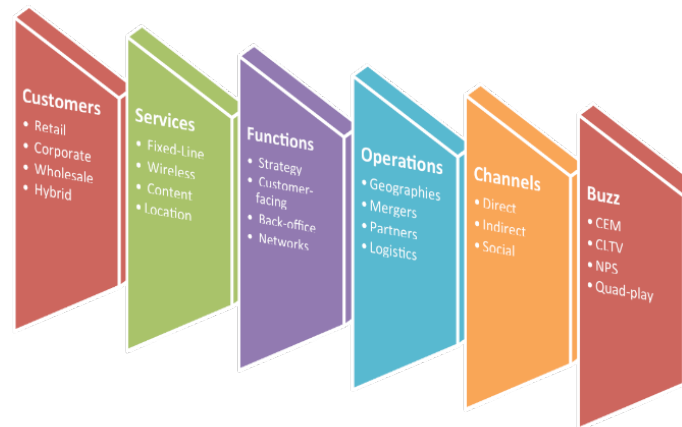 Customers
• Retail
• Corporate
• Wholesale
• Hybrid
Services
• Fixed-Line
• Wireless
• Content
• Location
Functions
• Strategy
• Customer-
facing
• Back-office
• Networks
Operations
• Geographies
• Mergers
• Partners
• Logistics
Channels
• Direct
• Indirect
• Social
Buzz
• CEM
• CLTV
• NPS
• Quad-play